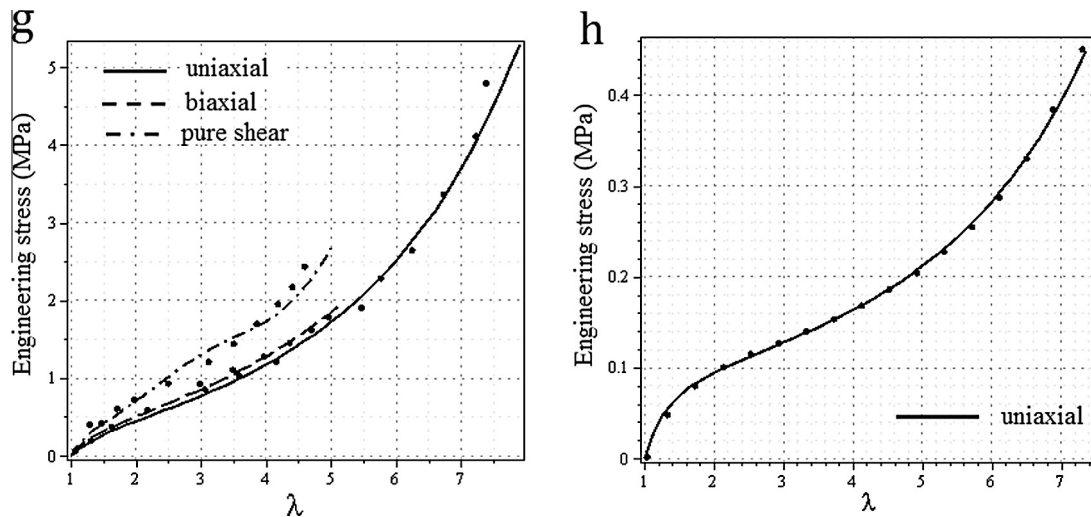 g
Engineering stress (MPa)
5
4
3
2
1
0
uniaxial
biaxial
pure shear
1 2 3 4 5 6 7
λ
h
Engineering stress (MPa)
0.4
0.3
0.2
0.1
0
uniaxial
1 2 3 4 5 6 7
λ